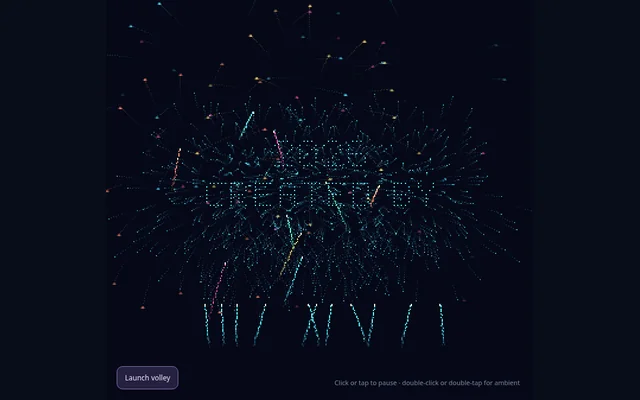 CREATED BY
Launch volley
Click or tap to pause · double-click or double-tap for ambient